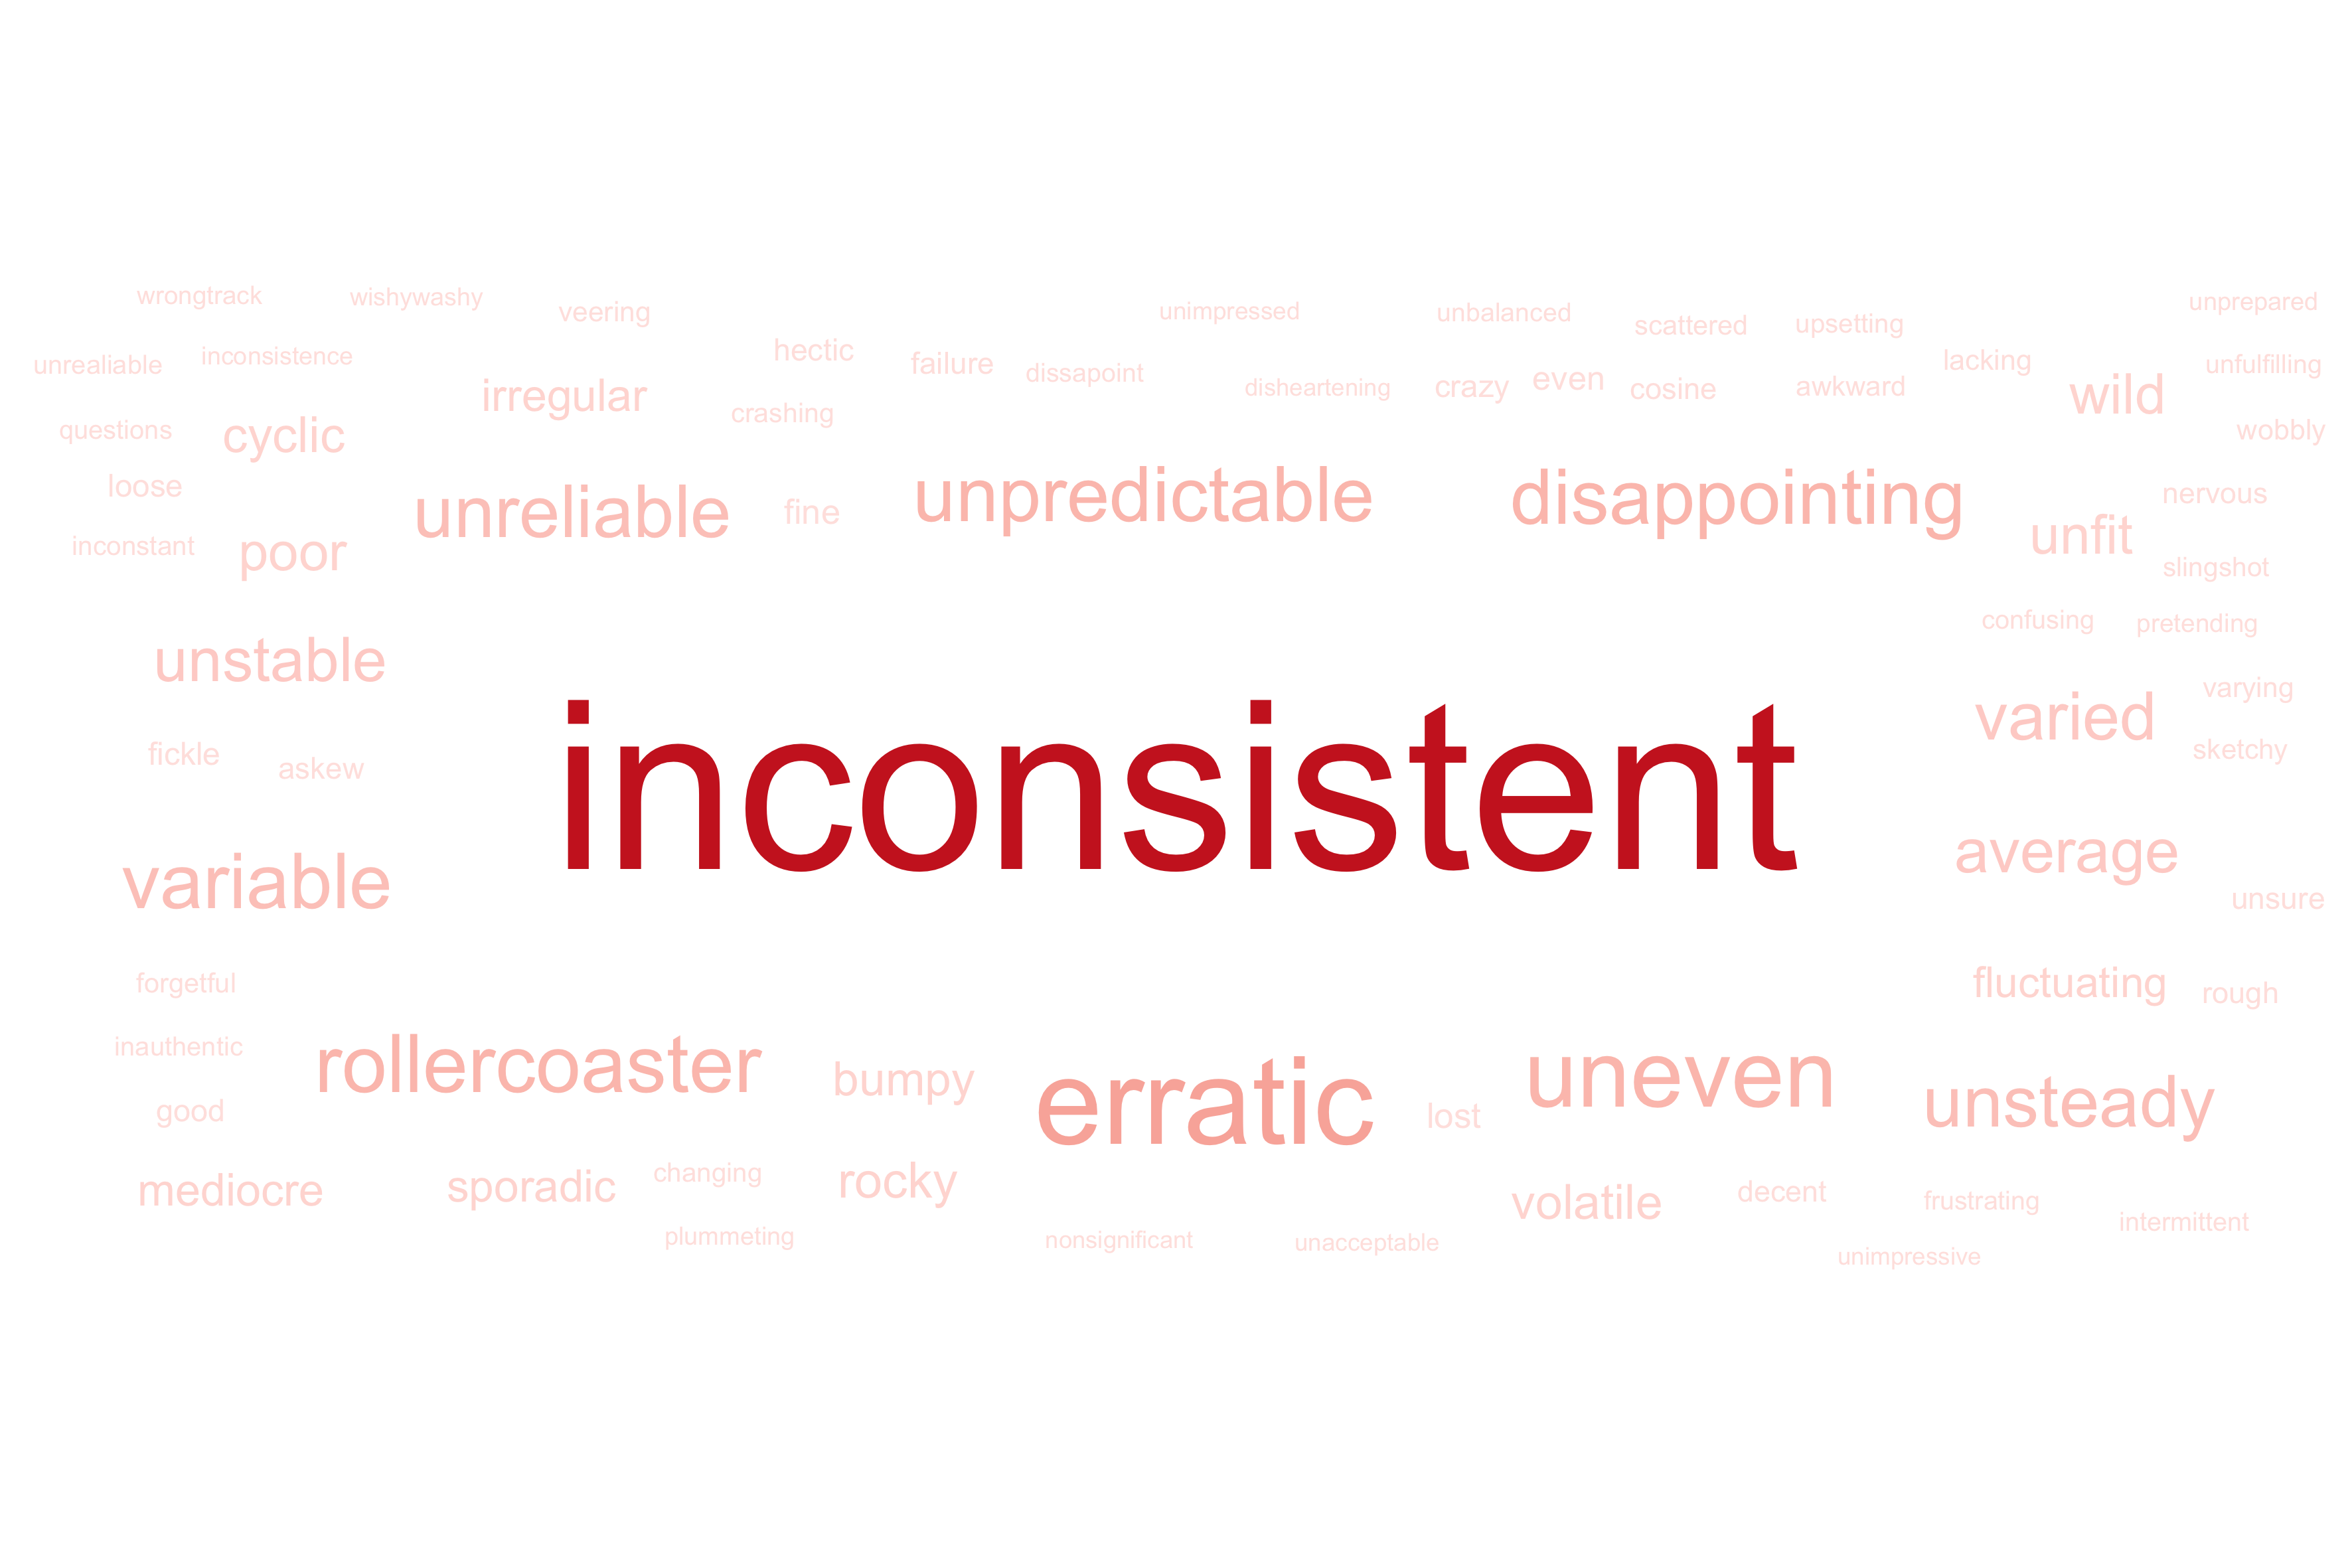 wrongtrack
wishywashy
veering
unimpressed
unbalanced
scattered
upsetting
unprepared
unrealiable
inconsistence
hectic
failure
dissapoint
disheartening
crazy
even
cosine
awkward
lacking
wild
unfulfilling
irregular
crashing
questions
cyclic
wobbly
loose
unreliable
fine
unpredictable
disappointing
nervous
inconstant
poor
unfit
slingshot
confusing
pretending
unstable
varied
varying
fickle
askew
sketchy
inconsistent
variable
average
unsure
forgetful
fluctuating
rough
inauthentic
rollercoaster
bumpy
erratic
lost
uneven
unsteady
good
mediocre
sporadic
changing
rocky
volatile
decent
frustrating
intermittent
plummeting
nonsignificant
unacceptable
unimpressive